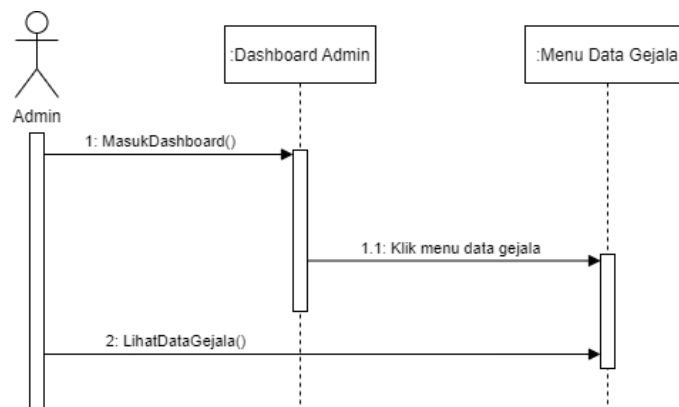 :Dashboard Admin
:Menu Data Gejala
Admin
1: MasukDashboard()
1.1: Klik menu data gejala
2: LihatDataGejala()